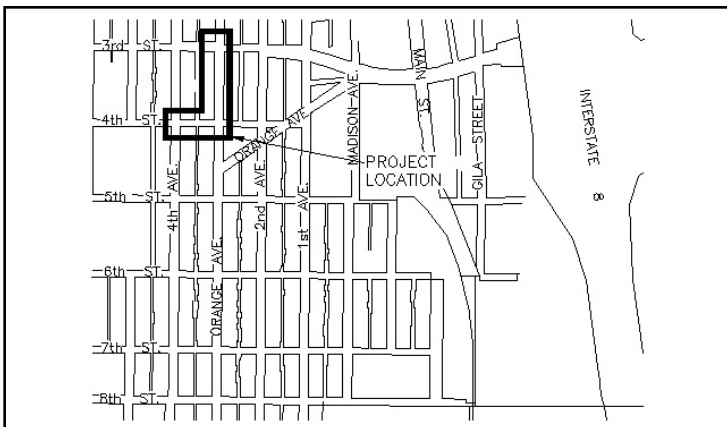 3rd ST.
4th ST.
5th ST.
6th ST.
7th ST.
8th ST.
4th AVE.
ORANGE AVE.
2nd AVE.
1st AVE.
ORANGE AVE
MADISON AVE.
MAIN ST.
GILA STREET
INTERSTATE 8
PROJECT
LOCATION